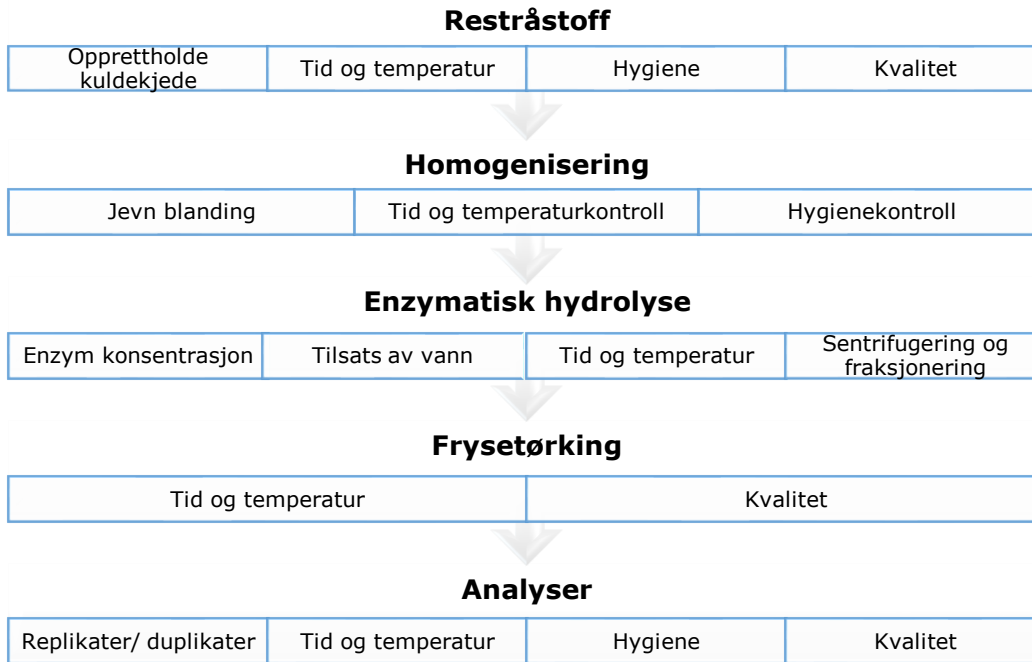 Restråstoff
Opprettholde
kuldekjede
Tid og temperatur
Hygiene
Kvalitet
Homogenisering
Jevn blanding
Tid og temperaturkontroll
Hygienekontroll
Enzymatisk hydrolyse
Enzym konsentrasjon
Tilsats av vann
Tid og temperatur
Sentrifugering og
fraksjonering
Frysetørking
Tid og temperatur
Kvalitet
Analyser
Replikater/ duplikater
Tid og temperatur
Hygiene
Kvalitet